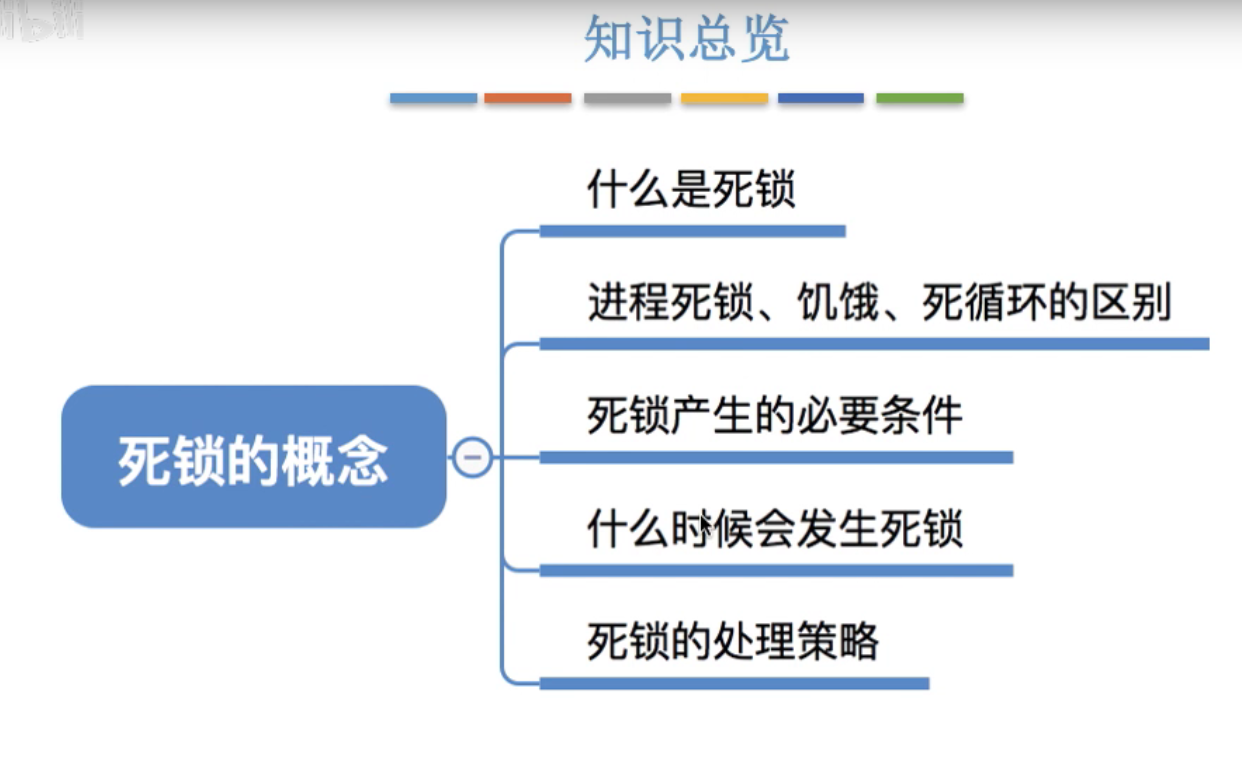 知识总览
什么是死锁
进程死锁、饥饿、死循环的区别
死锁产生的必要条件
死锁的概念
什么时候会发生死锁
死锁的处理策略